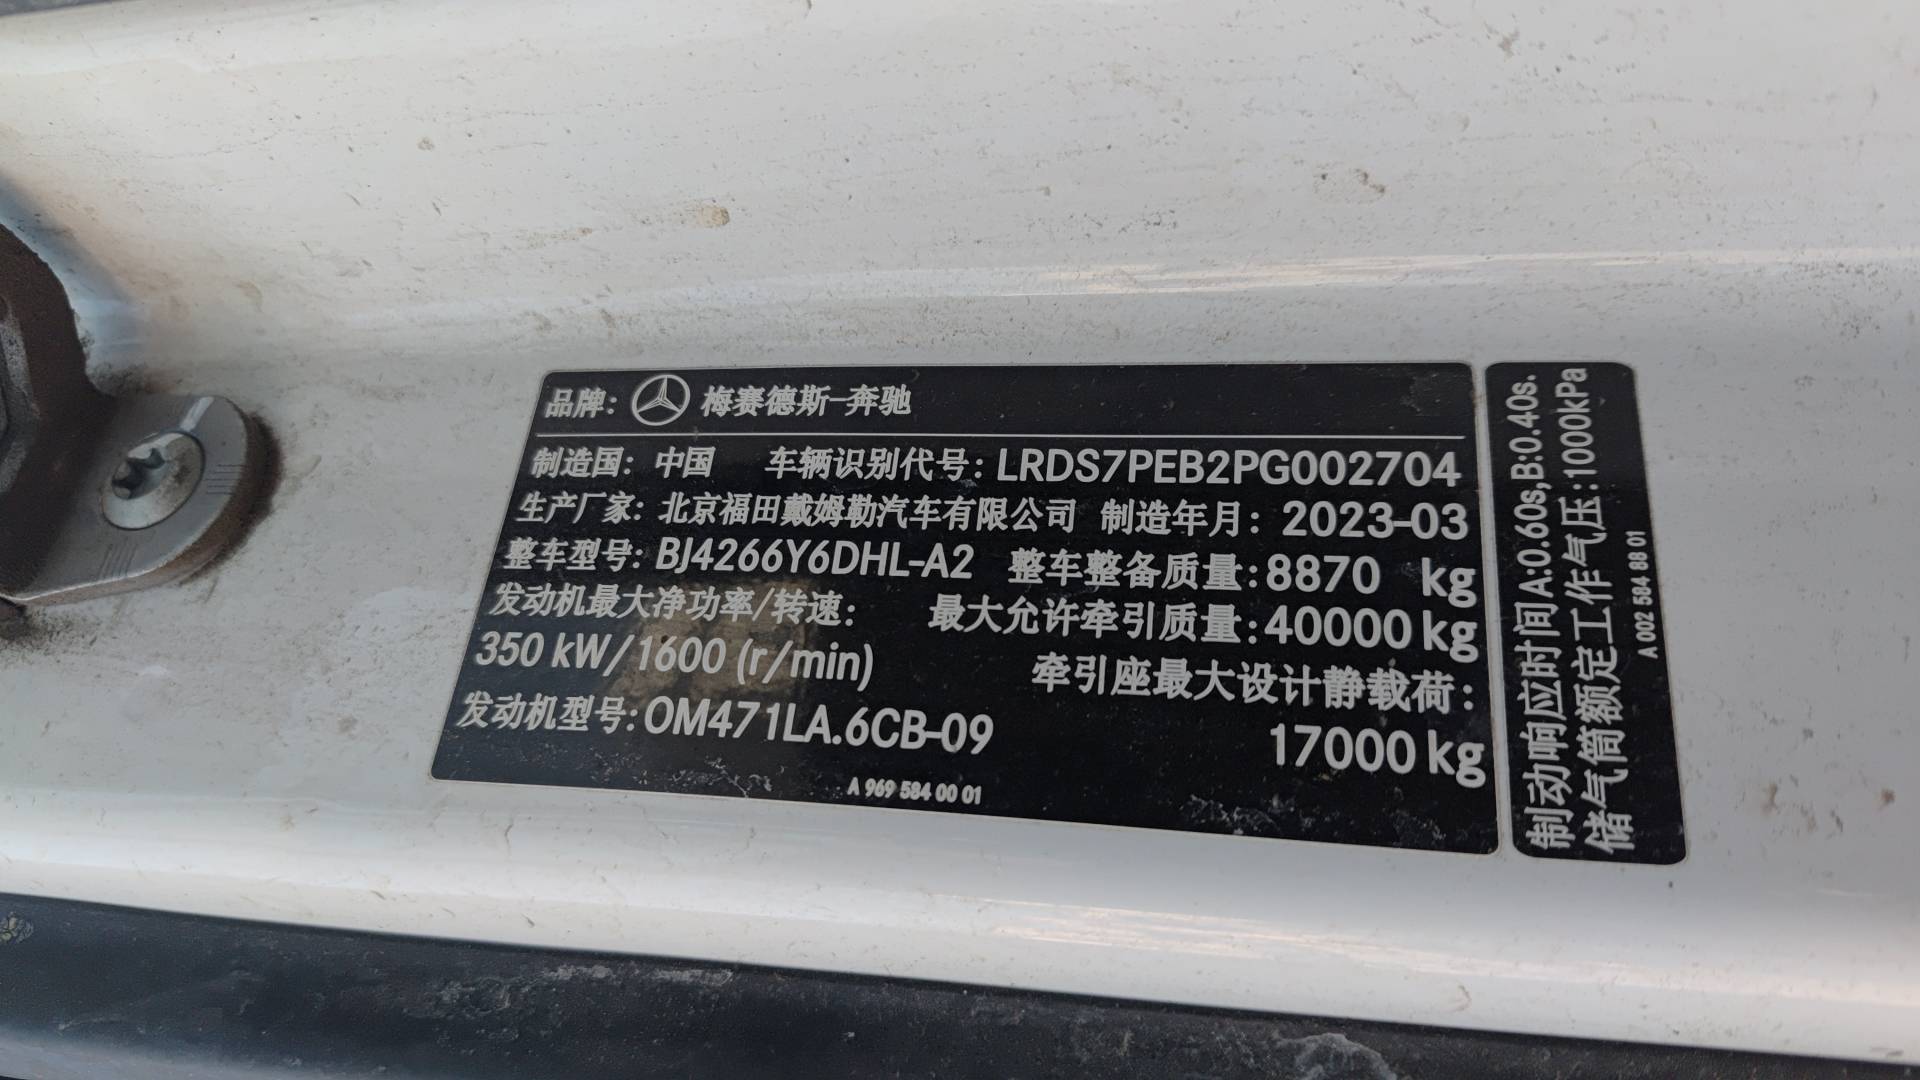 品牌: 梅赛德斯-奔驰
制造国: 中国 车辆识别代号: LRDS7PEB2PG002704
生产厂家: 北京福田戴姆勒汽车有限公司 制造年月: 2023-03
整车型号: BJ4266Y6DHL-A2 整车整备质量: 8870 kg
发动机最大净功率/转速: 最大允许牵引质量: 40000 kg
350 kW/1600 (r/min) 牵引座最大设计静载荷:
发动机型号: OM471LA.6CB-09 17000 kg
A 969 584 00 01
制动响应时间A:0.60s,B:0.40s.
储气筒额定工作气压:1000kPa
A 002 584 88 01